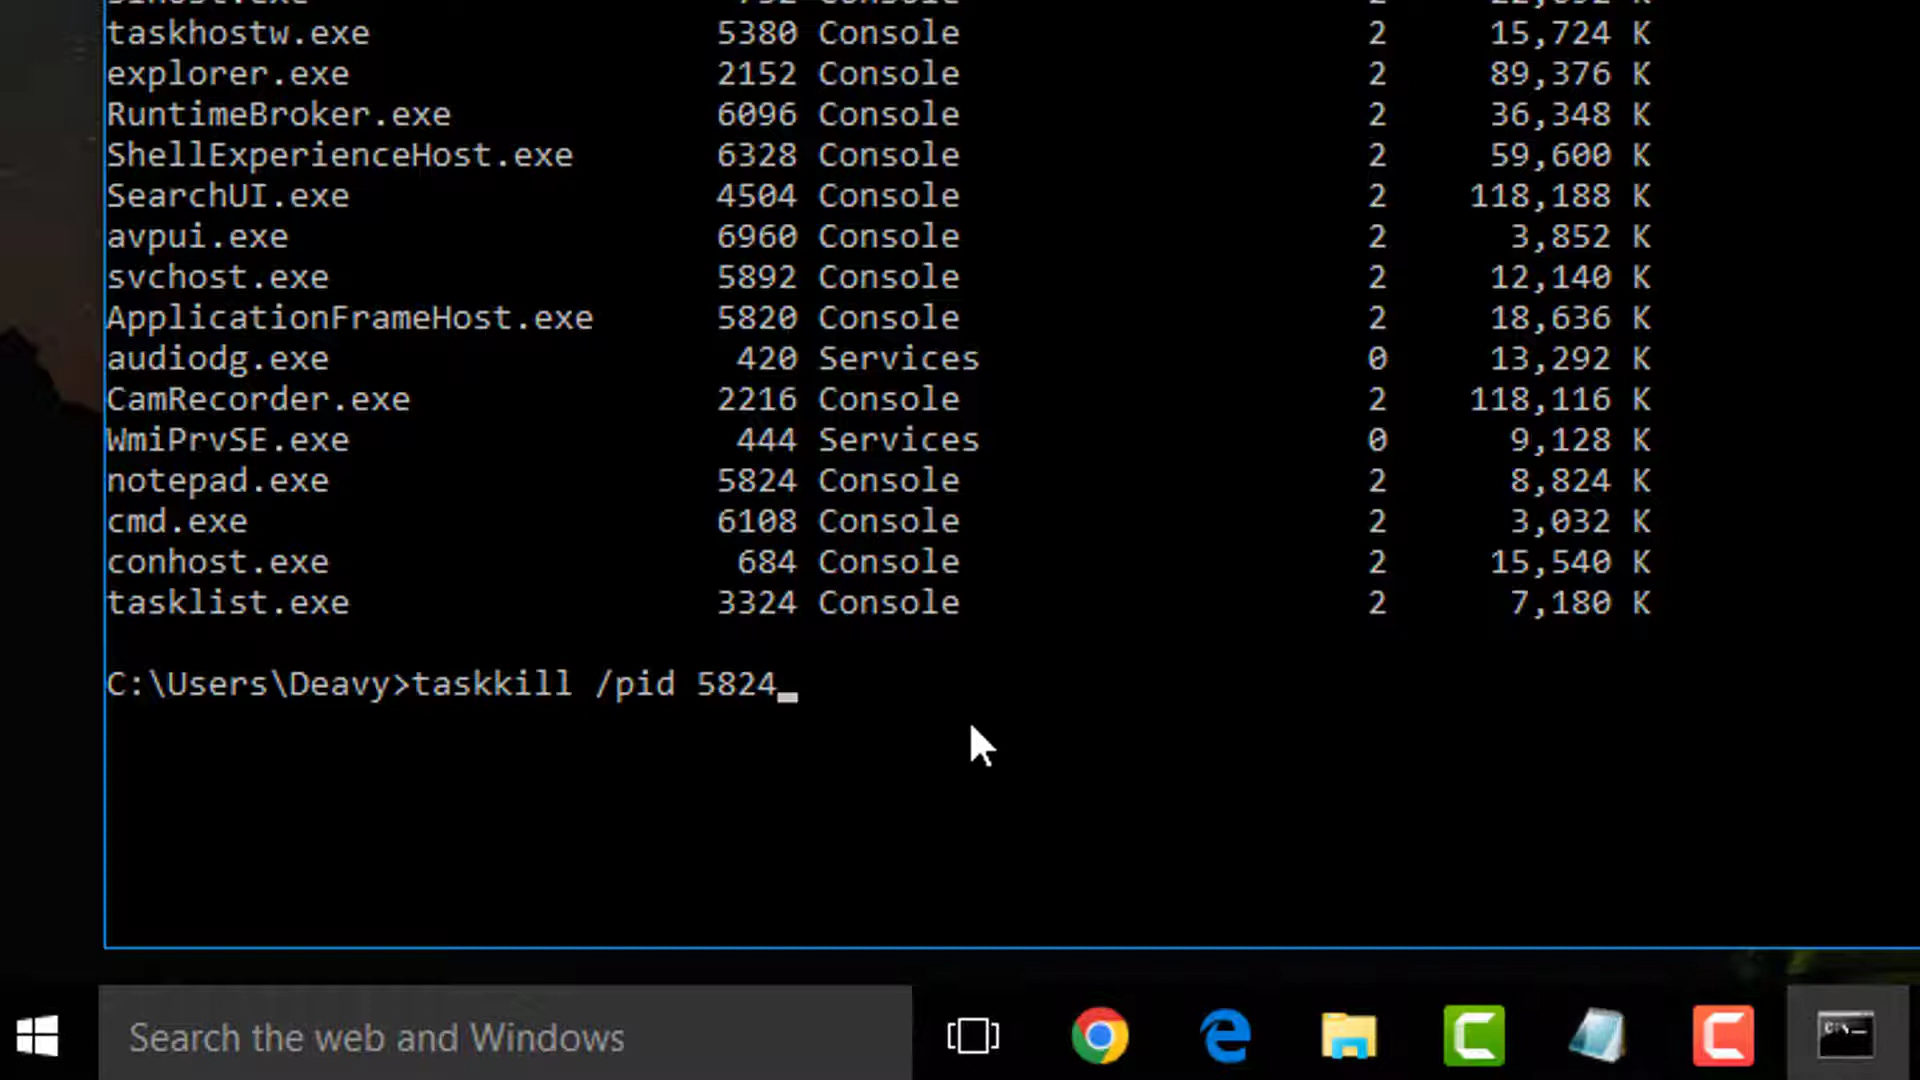 taskhostw.exe 5380 Console 2 15,724 K
explorer.exe 2152 Console 2 89,376 K
RuntimeBroker.exe 6096 Console 2 36,348 K
ShellExperienceHost.exe 6328 Console 2 59,600 K
SearchUI.exe 4504 Console 2 118,188 K
avpui.exe 6960 Console 2 3,852 K
svchost.exe 5892 Console 2 12,140 K
ApplicationFrameHost.exe 5820 Console 2 18,636 K
audiodg.exe 420 Services 0 13,292 K
CamRecorder.exe 2216 Console 2 118,116 K
WmiPrvSE.exe 444 Services 0 9,128 K
notepad.exe 5824 Console 2 8,824 K
cmd.exe 6108 Console 2 3,032 K
conhost.exe 684 Console 2 15,540 K
tasklist.exe 3324 Console 2 7,180 K
C:\Users\Deavy>taskkill /pid 5824
Search the web and Windows